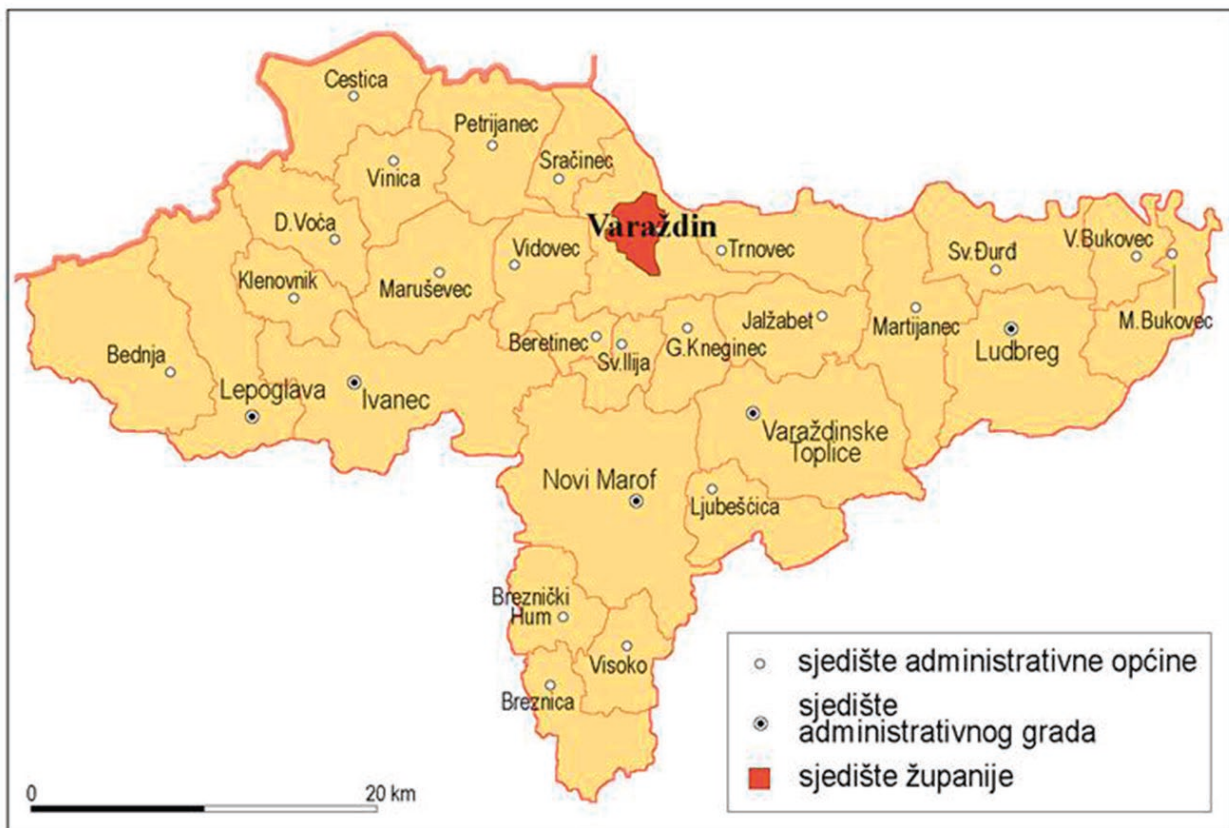 Cestica
Petrijanec
Sračinec
Vinica
D.Voća
Varaždin
Vidovec
Trnovec
V.Bukovec
Sv.Đurđ
Klenovnik
Maruševec
M.Bukovec
Jalžabet
Martijanec
Beretinec
Sv.Ilija
G.Kneginec
Bednja
Ludbreg
Lepoglava
Ivanec
Varaždinske
Toplice
Novi Marof
Ljubešćica
Breznički
Hum
Visoko
Breznica
sjedište administrativne općine
sjedište
administrativnog grada
sjedište županije
0
20 km